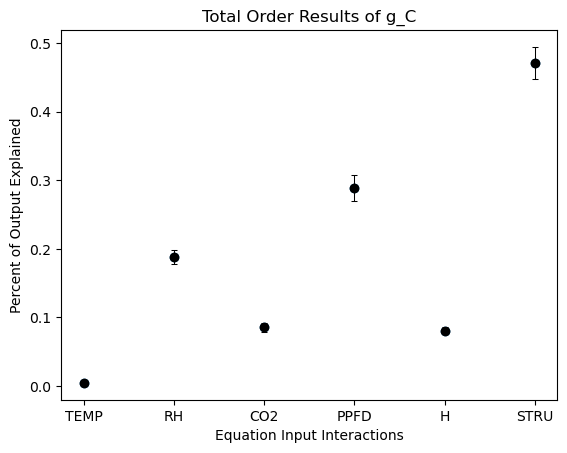 Total Order Results of g_C
Percent of Output Explained
0.5
0.4
0.3
0.2
0.1
0.0
TEMP RH CO2 PPFD H STRU
Equation Input Interactions